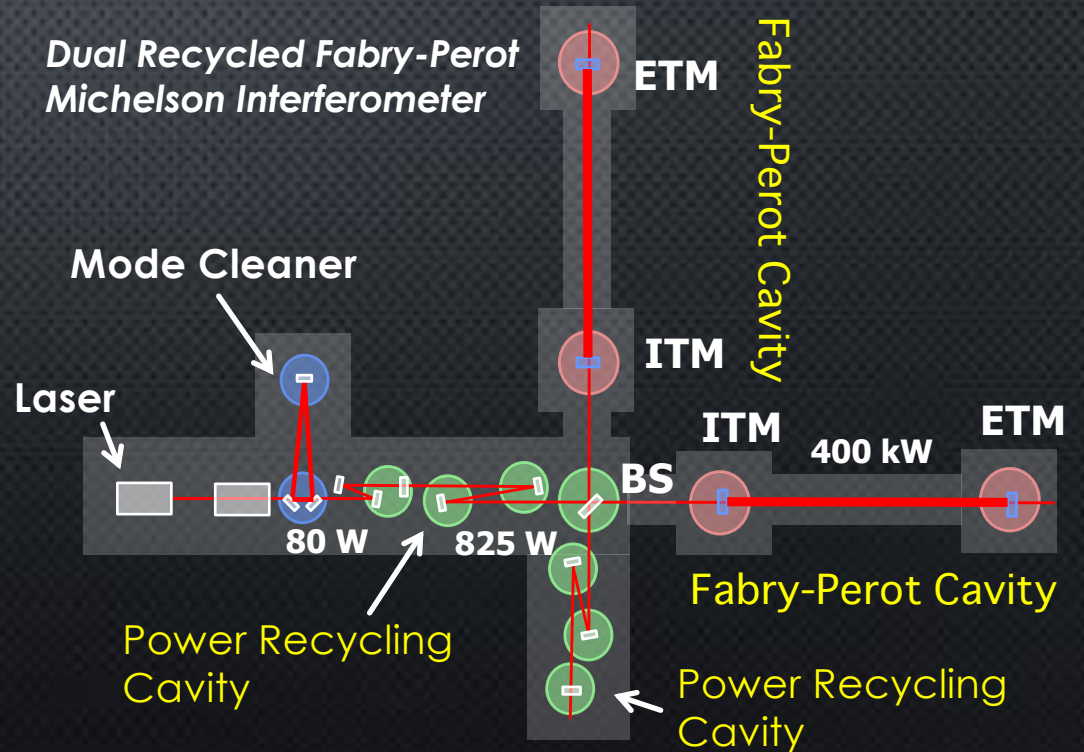 Dual Recycled Fabry-Perot
Michelson Interferometer
ETM
Fabry-Perot Cavity
Mode Cleaner
ITM
Laser
ITM
400 kW
ETM
BS
80 W
825 W
Fabry-Perot Cavity
Power Recycling
Cavity
Power Recycling
Cavity